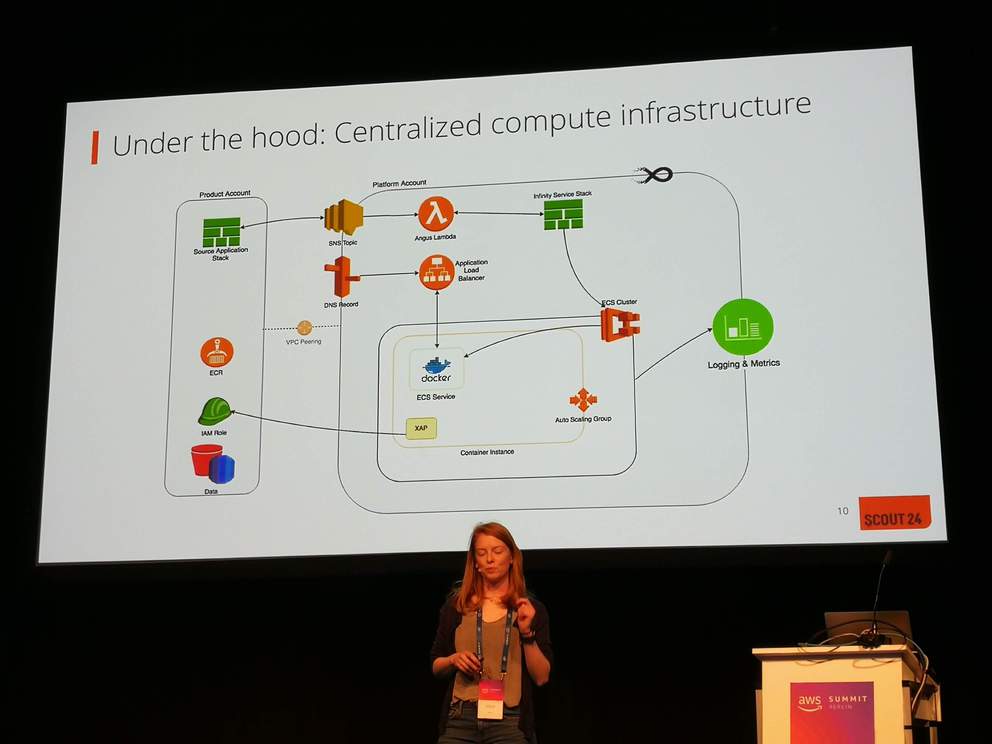 Under the hood: Centralized compute infrastructure
Product Account
Platform Account
Infinity Service Stack
Source Application
Stack
SNS Topic
Angus Lambda
DNS Record
Application
Load
Balancer
ECS Cluster
VPC Peering
Logging & Metrics
ECR
docker
ECS Service
Auto Scaling Group
IAM Role
XAP
Container Instance
Data
10
SCOUT 24
aws SUMMIT
BERLIN